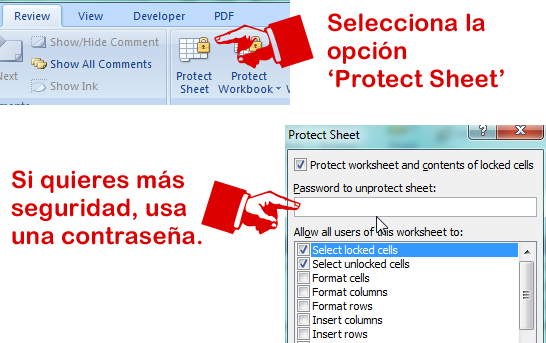 Review View Developer PDF
Next
Show/Hide Comment
Show All Comments
Show Ink
Protect Sheet
Protect Workbook
Selecciona la
opción
‘Protect Sheet’
Si quieres más
seguridad, usa
una contraseña.
Protect Sheet
?
Protect worksheet and contents of locked cells
Password to unprotect sheet:
Allow all users of this worksheet to:
Select locked cells
Select unlocked cells
Format cells
Format columns
Format rows
Insert columns
Insert rows